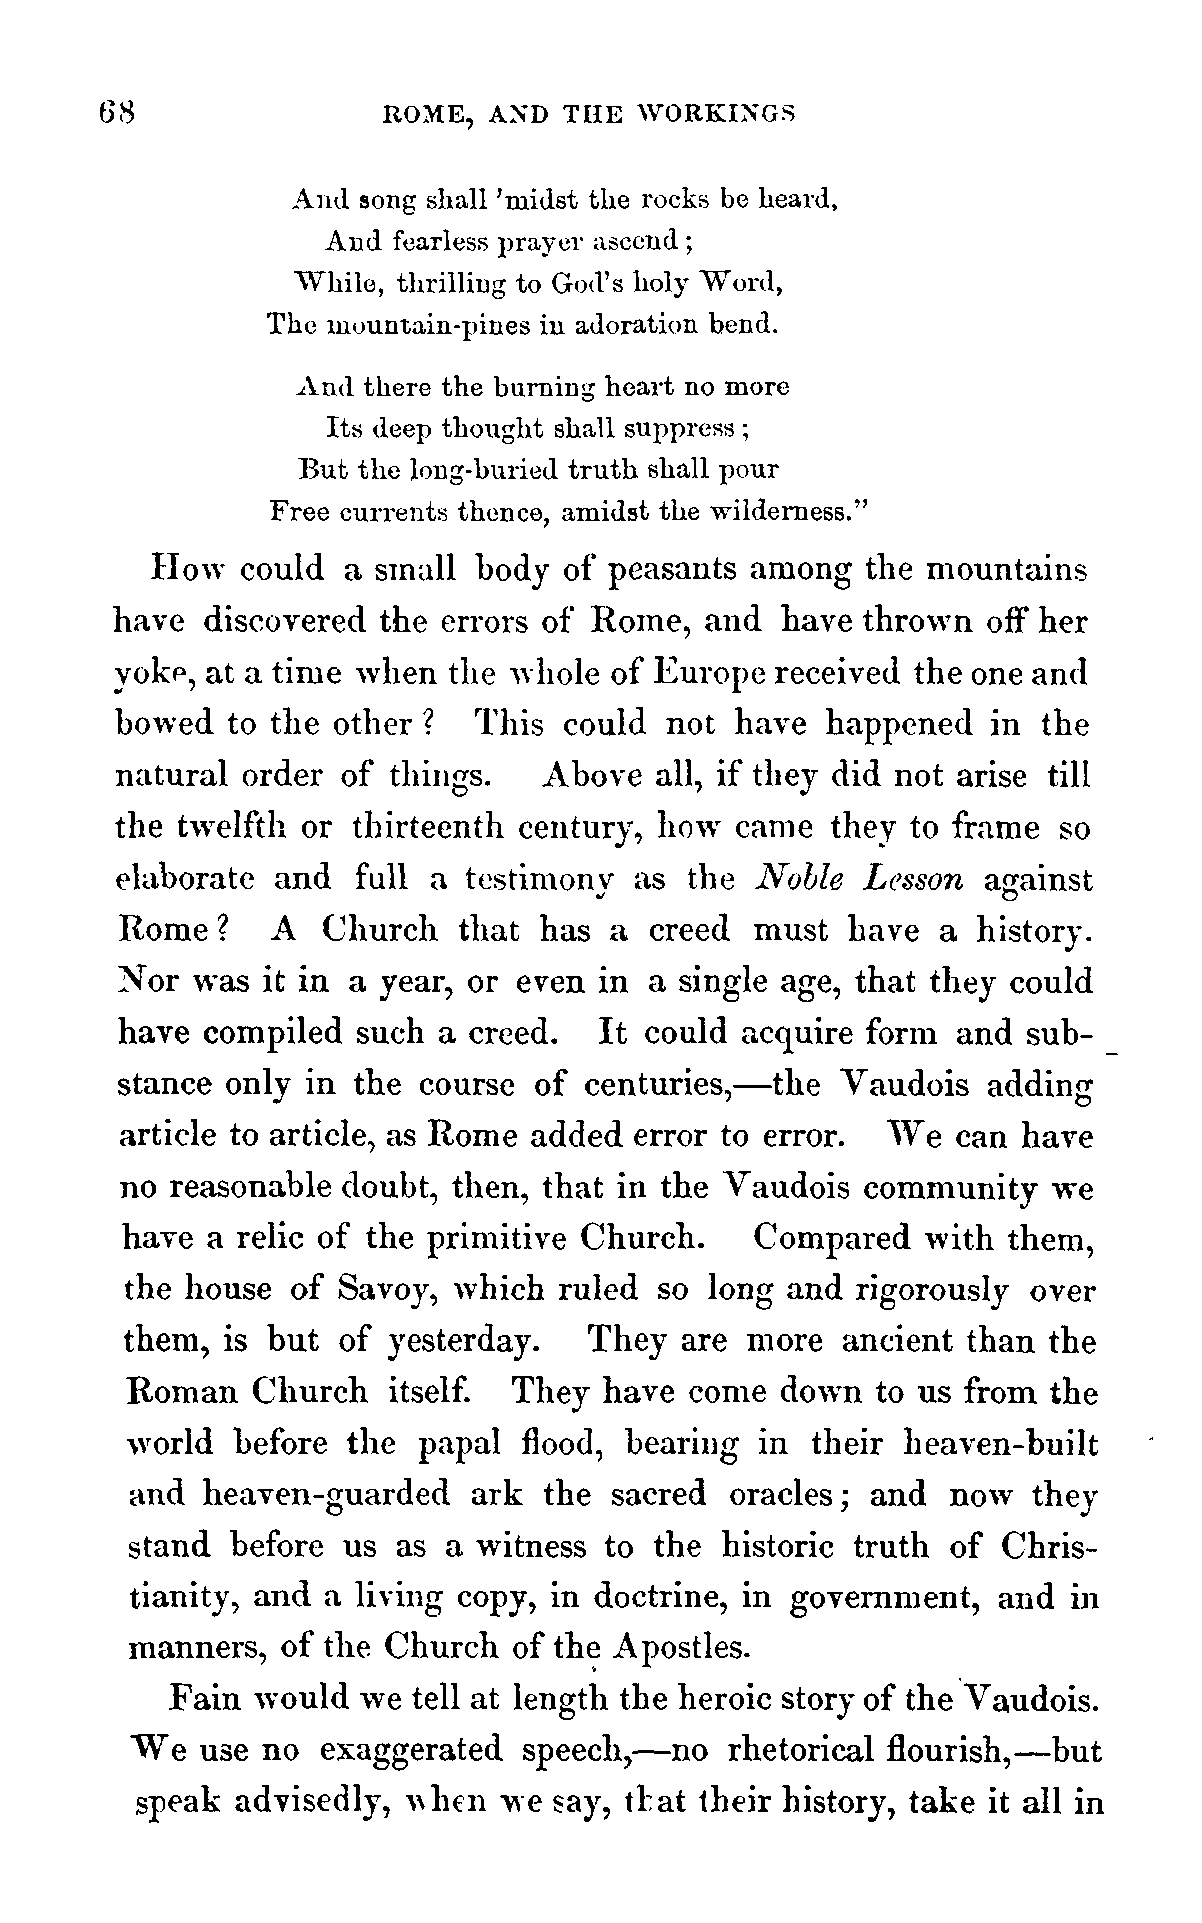 68 ROME, AND THE WORKINGS
And song shall 'midst the rocks be heard,
And fearless prayer ascend;
While, thrilling to God's holy Word,
The mountain-pines in adoration bend.
And there the burning heart no more
Its deep thought shall suppress;
But the long-buried truth shall pour
Free currents thence, amidst the wilderness."
How could a small body of peasants among the mountains
have discovered the errors of Rome, and have thrown off her
yoke, at a time when the whole of Europe received the one and
bowed to the other? This could not have happened in the
natural order of things. Above all, if they did not arise till
the twelfth or thirteenth century, how came they to frame so
elaborate and full a testimony as the Noble Lesson against
Rome? A Church that has a creed must have a history.
Nor was it in a year, or even in a single age, that they could
have compiled such a creed. It could acquire form and sub-
stance only in the course of centuries,—the Vaudois adding
article to article, as Rome added error to error. We can have
no reasonable doubt, then, that in the Vaudois community we
have a relic of the primitive Church. Compared with them,
the house of Savoy, which ruled so long and rigorously over
them, is but of yesterday. They are more ancient than the
Roman Church itself. They have come down to us from the
world before the papal flood, bearing in their heaven-built
and heaven-guarded ark the sacred oracles; and now they
stand before us as a witness to the historic truth of Chris-
tianity, and a living copy, in doctrine, in government, and in
manners, of the Church of the Apostles.
Fain would we tell at length the heroic story of the Vaudois.
We use no exaggerated speech,—no rhetorical flourish,—but
speak advisedly, when we say, that their history, take it all in